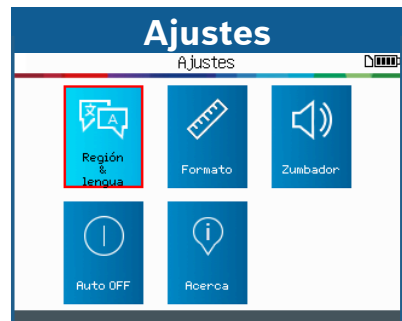 Ajustes
Ajustes
Región
&
lengua
Formato
Zumbador
Auto OFF
Acerca